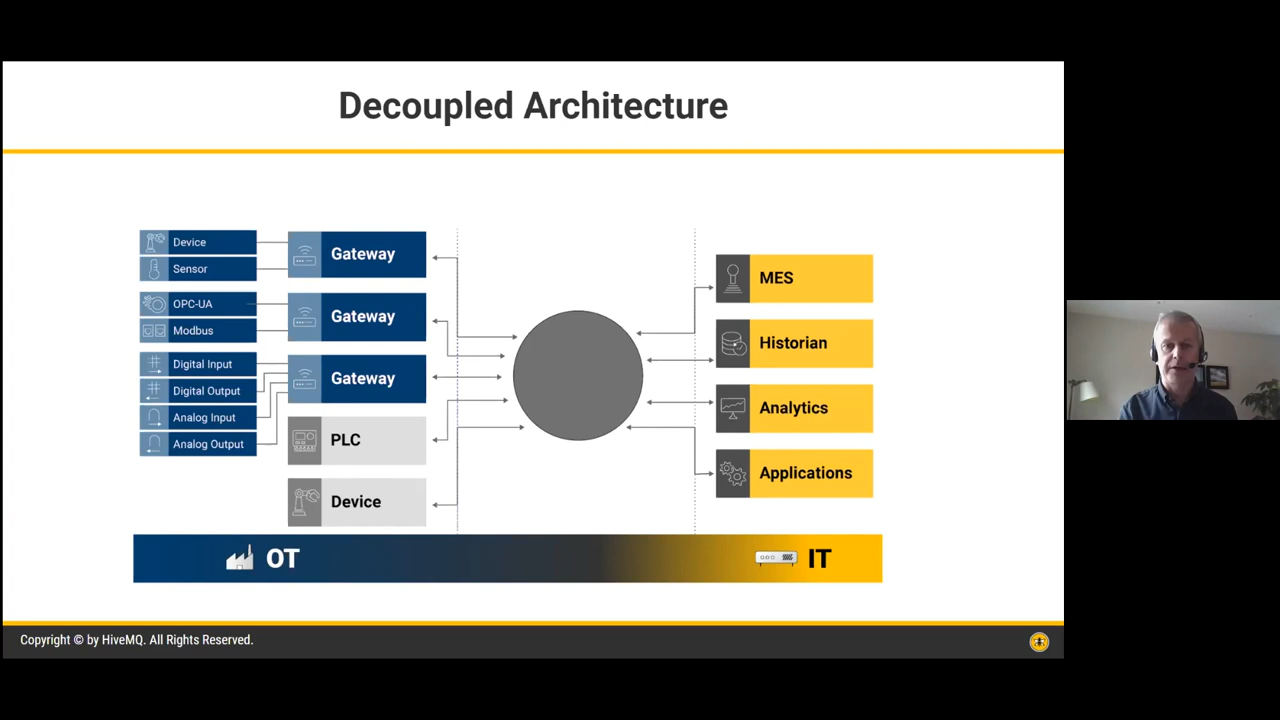 Decoupled Architecture
Device
Sensor
OPC-UA
Modbus
Digital Input
Digital Output
Analog Input
Analog Output
Gateway
Gateway
Gateway
PLC
Device
MES
Historian
Analytics
Applications
OT
IT
Copyright © by HiveMQ. All Rights Reserved.